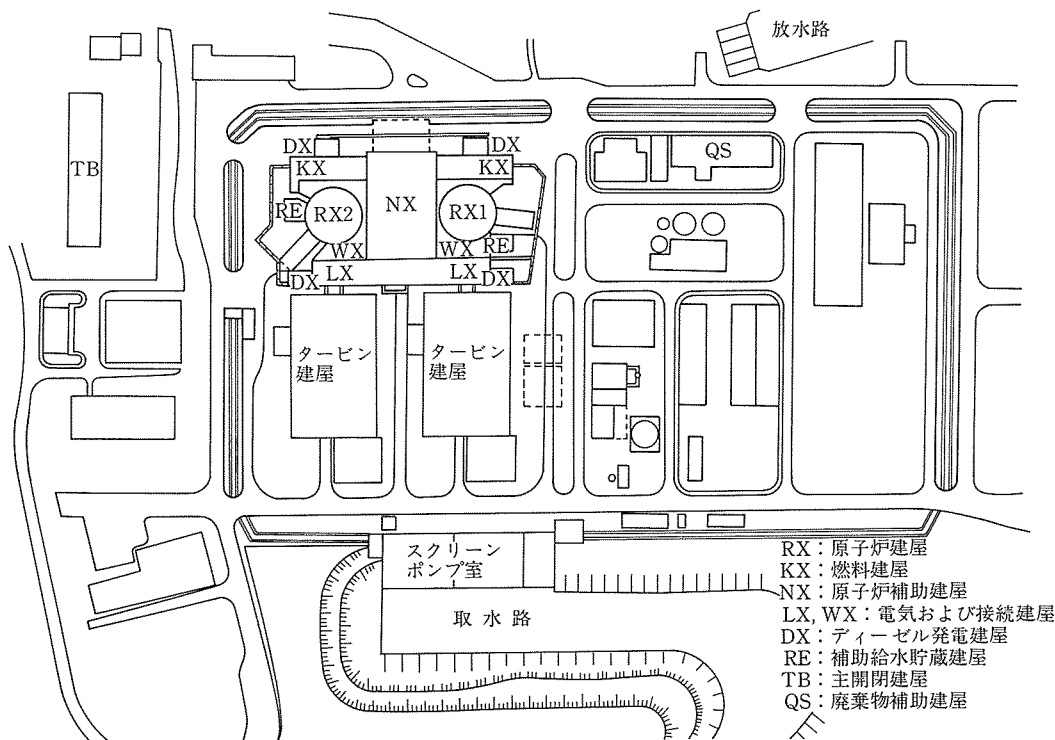 放水路
DX
DX
QS
TB
KX
KX
RE
RX2
NX
RX1
WX
WX
RE
LX
LX
DX
DX
タービン
建屋
タービン
建屋
スクリーン
ポンプ室
取水路
RX：原子炉建屋
KX：燃料建屋
NX：原子炉補助建屋
LX, WX：電気および接続建屋
DX：ディーゼル発電建屋
RE：補助給水貯蔵建屋
TB：主開閉建屋
QS：廃棄物補助建屋